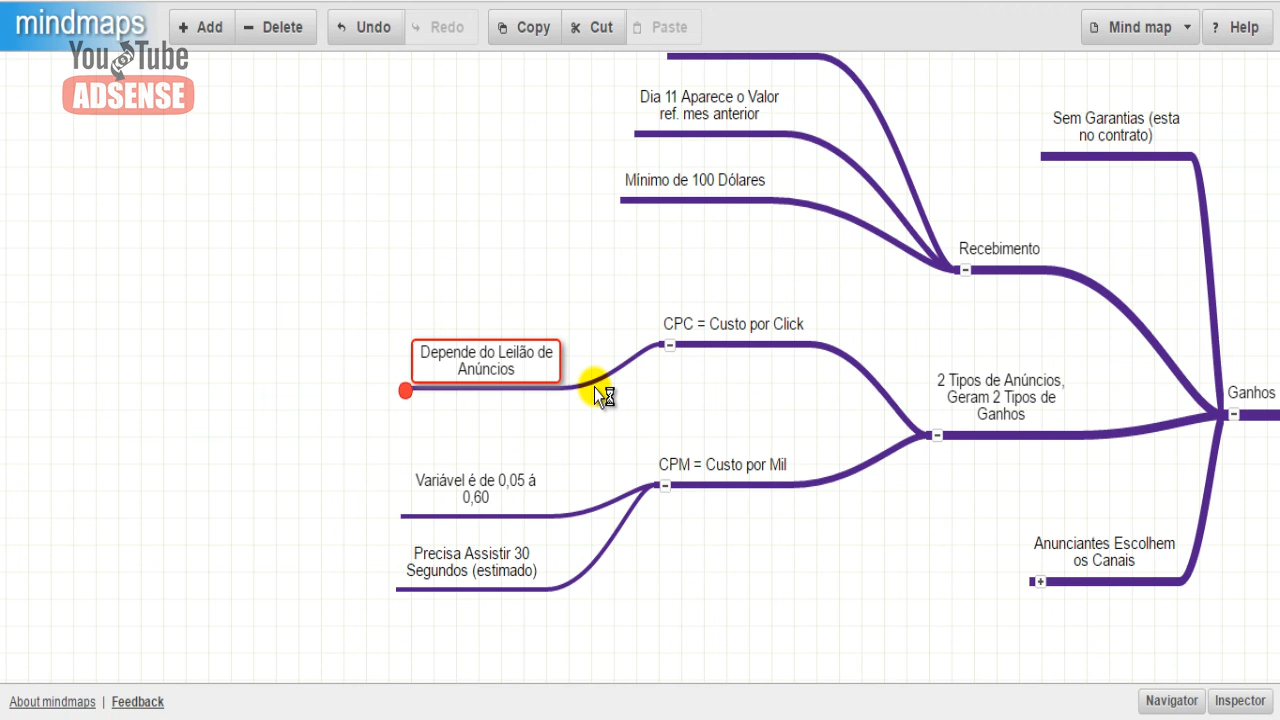 mindmaps
Add
Delete
Undo
Redo
Copy
Cut
Paste
Mind map
? Help
YouTube
ADSENSE
Dia 11 Aparece o Valor
ref. mes anterior
Sem Garantias (esta
no contrato)
Mínimo de 100 Dólares
Recebimento
CPC = Custo por Click
Depende do Leilão de
Anúncios
2 Tipos de Anúncios,
Geram 2 Tipos de
Ganhos
Ganhos
CPM = Custo por Mil
Variável é de 0,05 á
0,60
Precisa Assistir 30
Segundos (estimado)
Anunciantes Escolhem
os Canais
About mindmaps | Feedback
Navigator
Inspector